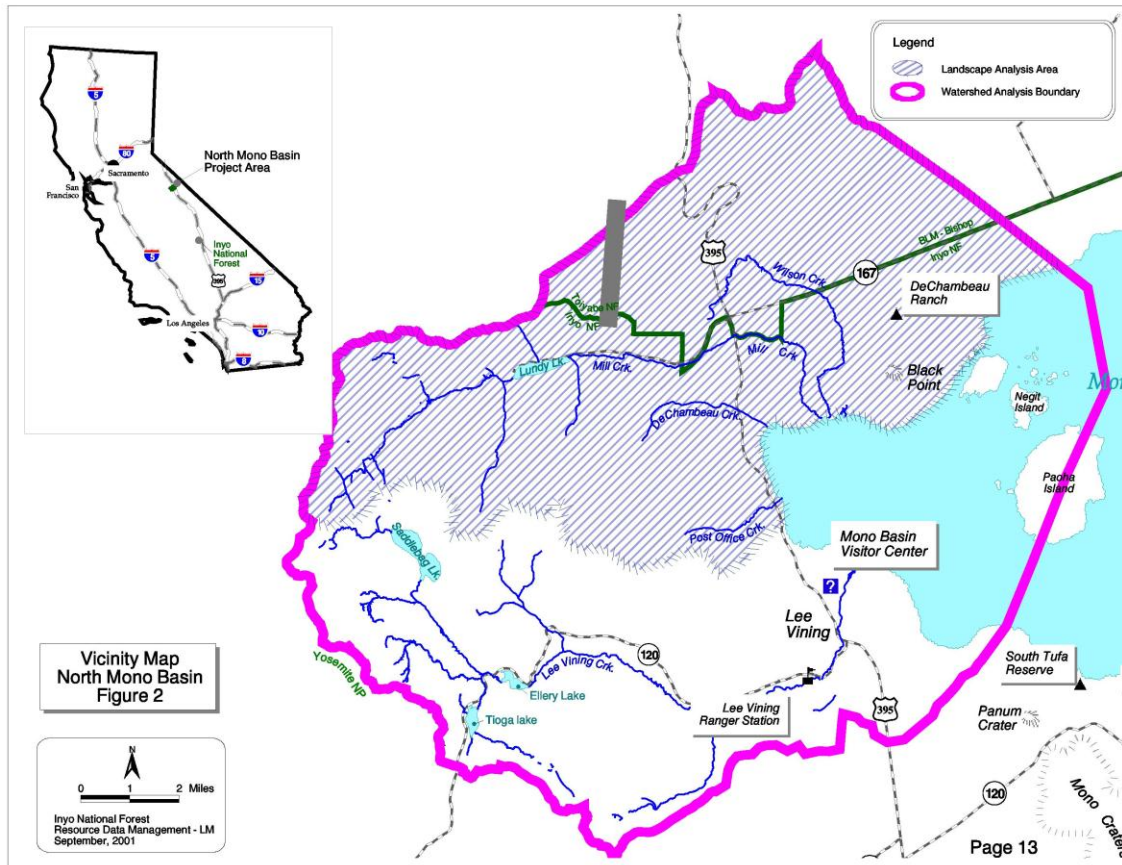 5
80
Sacramento
San
Francisco
North Mono Basin
Project Area
Inyo
National
Forest
395
5
15
Los Angeles
10
8
Legend
Landscape Analysis Area
Watershed Analysis Boundary
395
BLM - Bishop
Inyo NF
167
Wilson Crk.
DeChambeau
Ranch
Toiyabe NF
Inyo NF
Lundy Lk.
Mill Crk.
Mill Crk
Black
Point
Negit
Island
Paoha
Island
DeChambeau Crk.
Post Office Crk.
Saddlebag Lk.
Mono Basin
Visitor Center
?
Lee
Vining
120
Lee Vining Crk.
Ellery Lake
Tioga lake
Yosemite NP
Lee Vining
Ranger Station
395
South Tufa
Reserve
Panum
Crater
120
Vicinity Map
North Mono Basin
Figure 2
N
0 1 2 Miles
Inyo National Forest
Resource Data Management - LM
September, 2001
Page 13